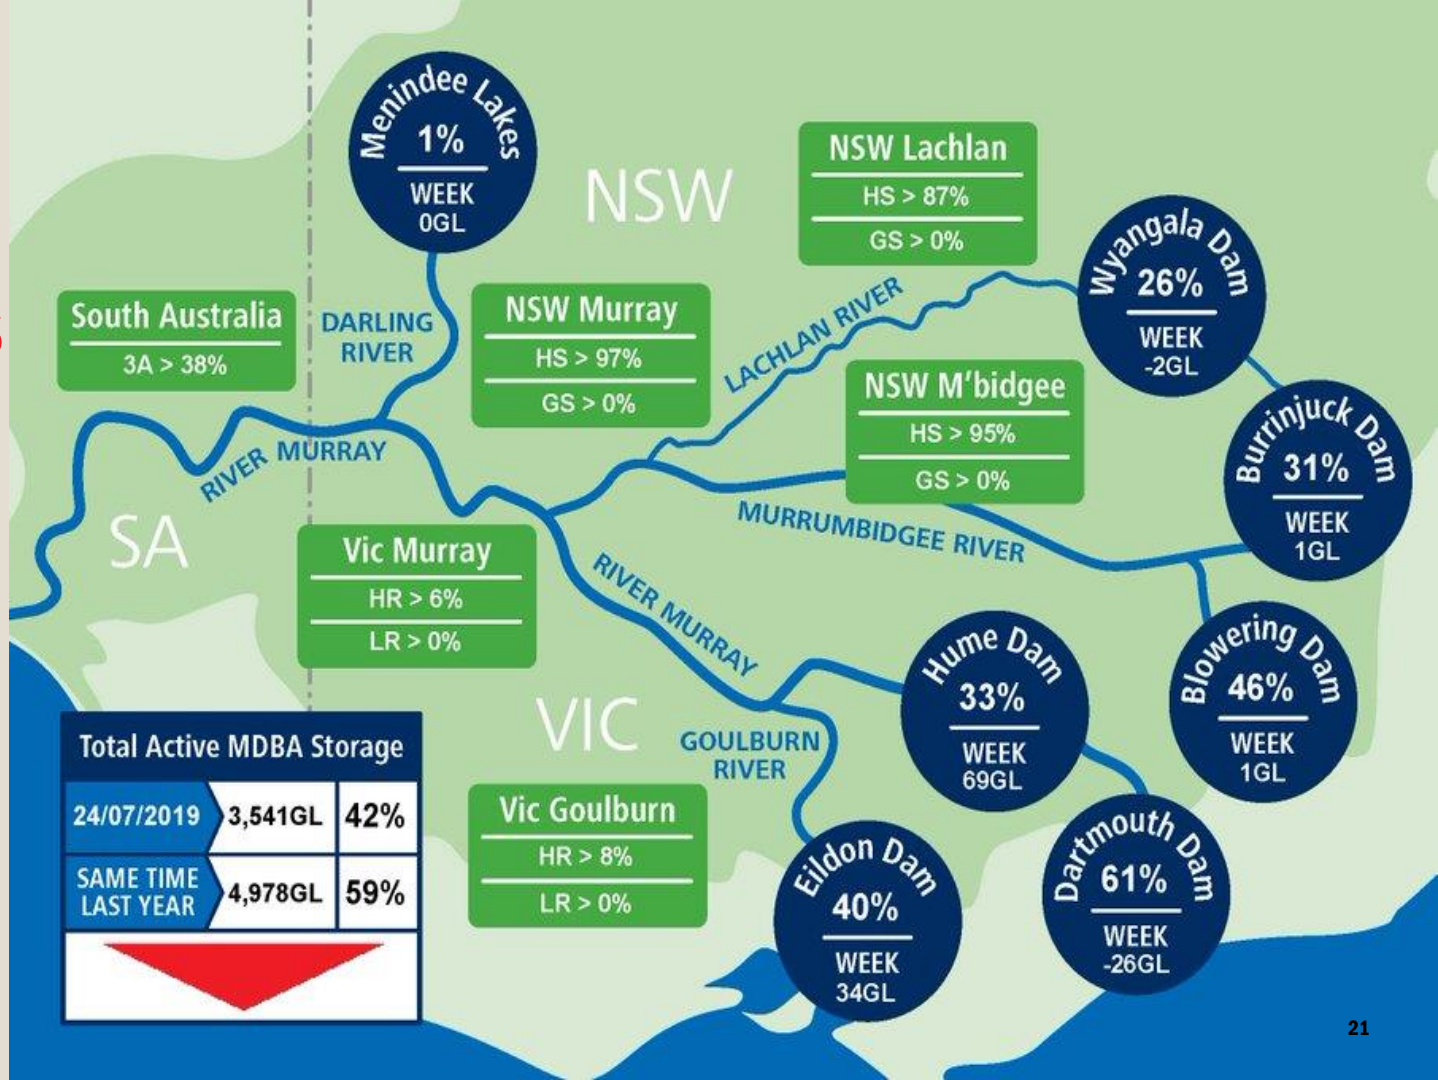 Menindee Lakes
1%
WEEK
0GL
NSW
NSW Lachlan
HS > 87%
GS > 0%
Wyangala Dam
26%
WEEK
-2GL
South Australia
3A > 38%
DARLING
RIVER
NSW Murray
HS > 97%
GS > 0%
LACHLAN RIVER
NSW M'bidgee
HS > 95%
GS > 0%
Burrinjuck Dam
31%
WEEK
1GL
RIVER MURRAY
MURRUMBIDGEE RIVER
SA
Vic Murray
HR > 6%
LR > 0%
RIVER MURRAY
Hume Dam
33%
WEEK
69GL
Blowering Dam
46%
WEEK
1GL
VIC
GOULBURN
RIVER
Total Active MDBA Storage
24/07/2019 3,541GL 42%
SAME TIME
LAST YEAR 4,978GL 59%
Vic Goulburn
HR > 8%
LR > 0%
Eildon Dam
40%
WEEK
34GL
Dartmouth Dam
61%
WEEK
-26GL
21